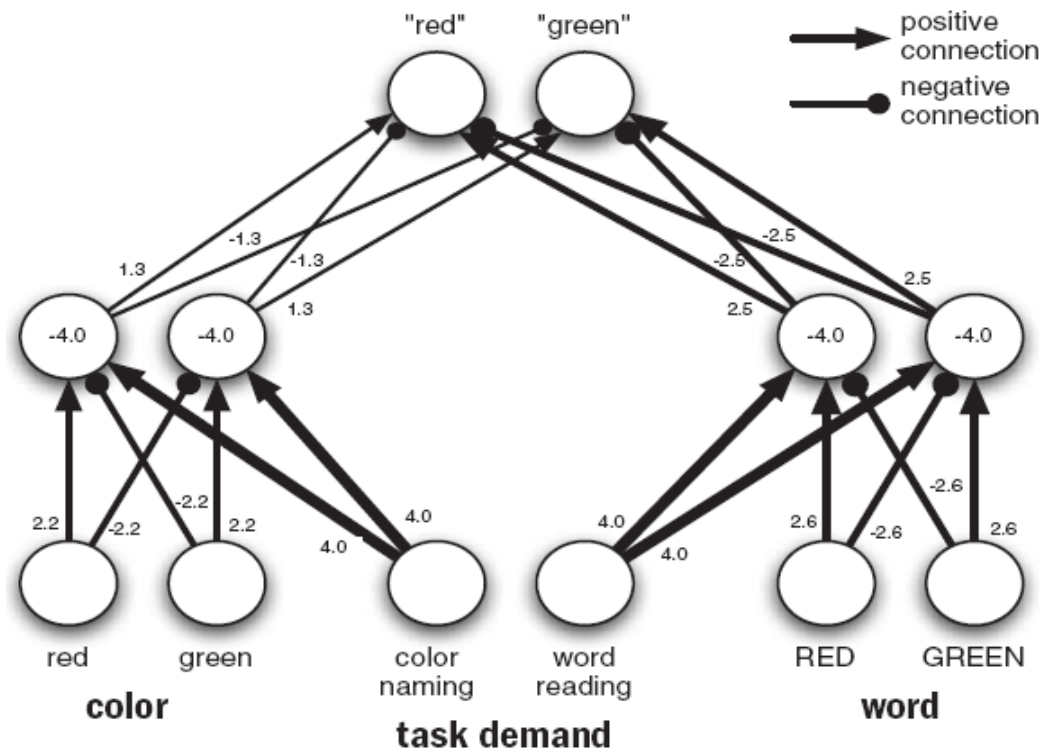 "red" "green"
positive
connection
negative
connection
-1.3
-2.5
1.3
-1.3
-2.5
2.5
1.3
2.5
-4.0 -4.0 -4.0 -4.0
-2.2
-2.6
2.2 -2.2 2.2 4.0 4.0 2.6 -2.6 2.6
4.0 4.0
red green color word RED GREEN
naming reading
color word
task demand